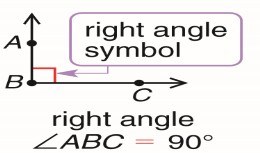 A
right angle
symbol
B
C
right angle
∠ABC = 90°